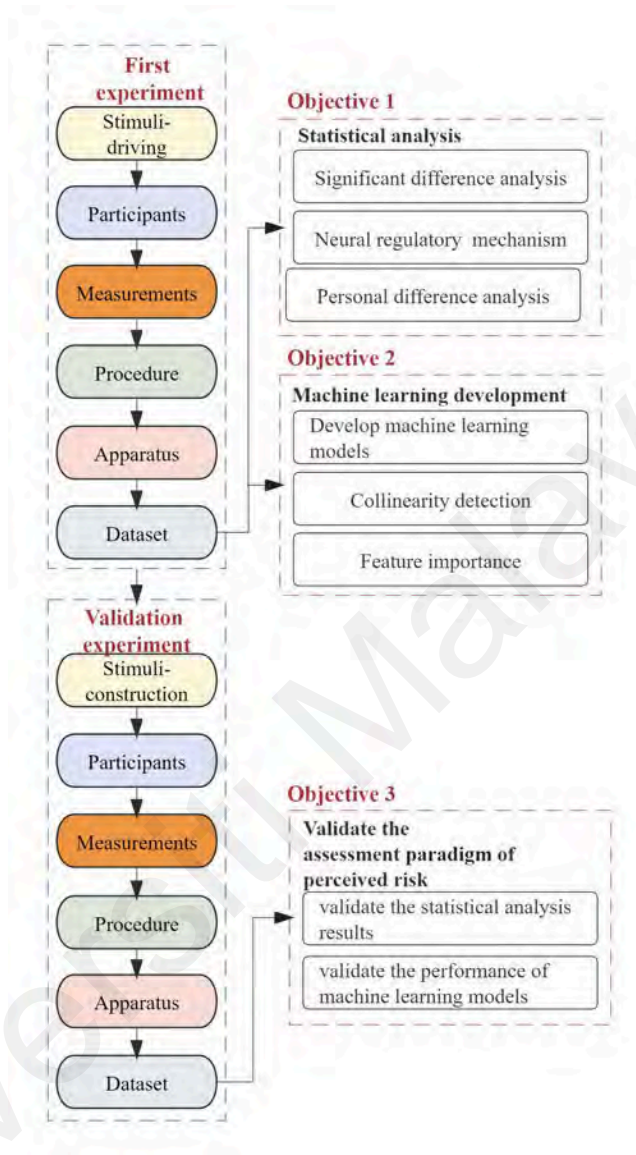 First
experiment
Stimuli-
driving
Participants
Measurements
Procedure
Apparatus
Dataset
Objective 1
Statistical analysis
Significant difference analysis
Neural regulatory mechanism
Personal difference analysis
Objective 2
Machine learning development
Develop machine learning
models
Collinearity detection
Feature importance
Validation
experiment
Stimuli-
construction
Participants
Measurements
Procedure
Apparatus
Dataset
Objective 3
Validate the
assessment paradigm of
perceived risk
validate the statistical analysis
results
validate the performance of
machine learning models
versiti Malay